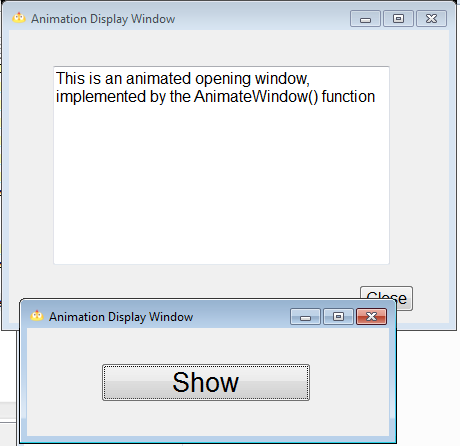 Animation Display Window
This is an animated opening window,
implemented by the AnimateWindow() function
Close
Animation Display Window
Show